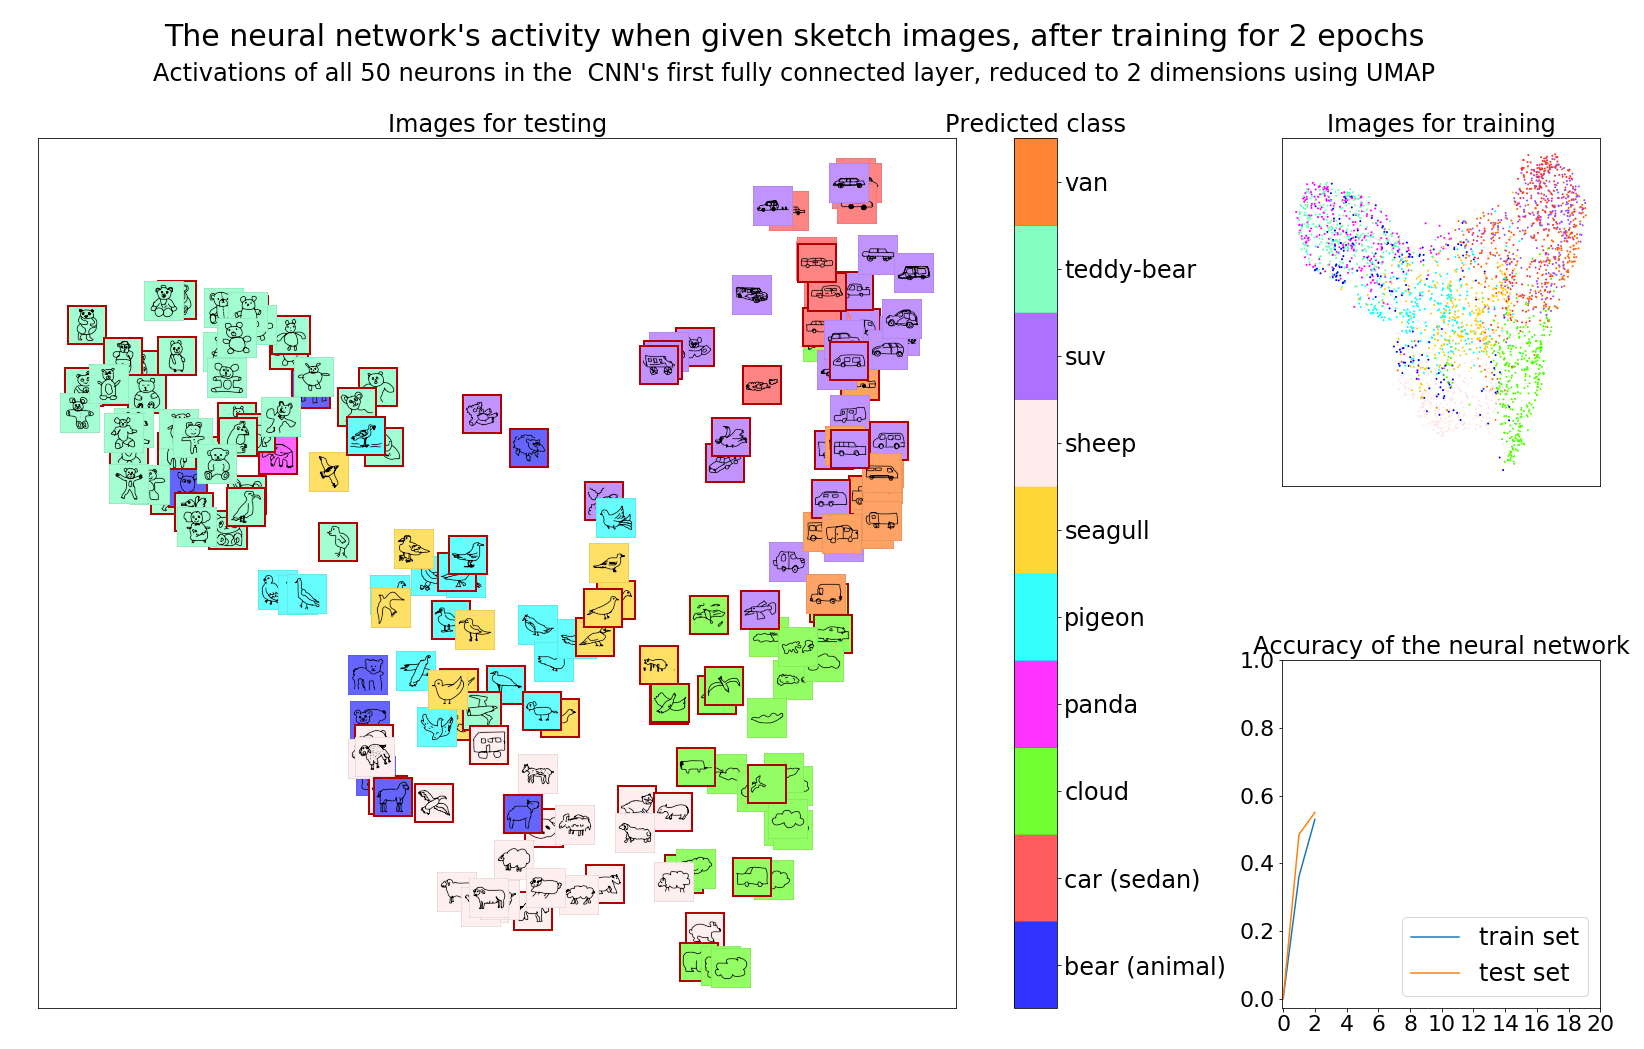 The neural network's activity when given sketch images, after training for 2 epochs
Activations of all 50 neurons in the  CNN's first fully connected layer, reduced to 2 dimensions using UMAP
Images for testing
Predicted class
van
teddy-bear
suv
sheep
seagull
pigeon
panda
cloud
car (sedan)
bear (animal)
Images for training
Accuracy of the neural network
1.0
0.8
0.6
0.4
0.2
0.0
train set
test set
0 2 4 6 8 10 12 14 16 18 20